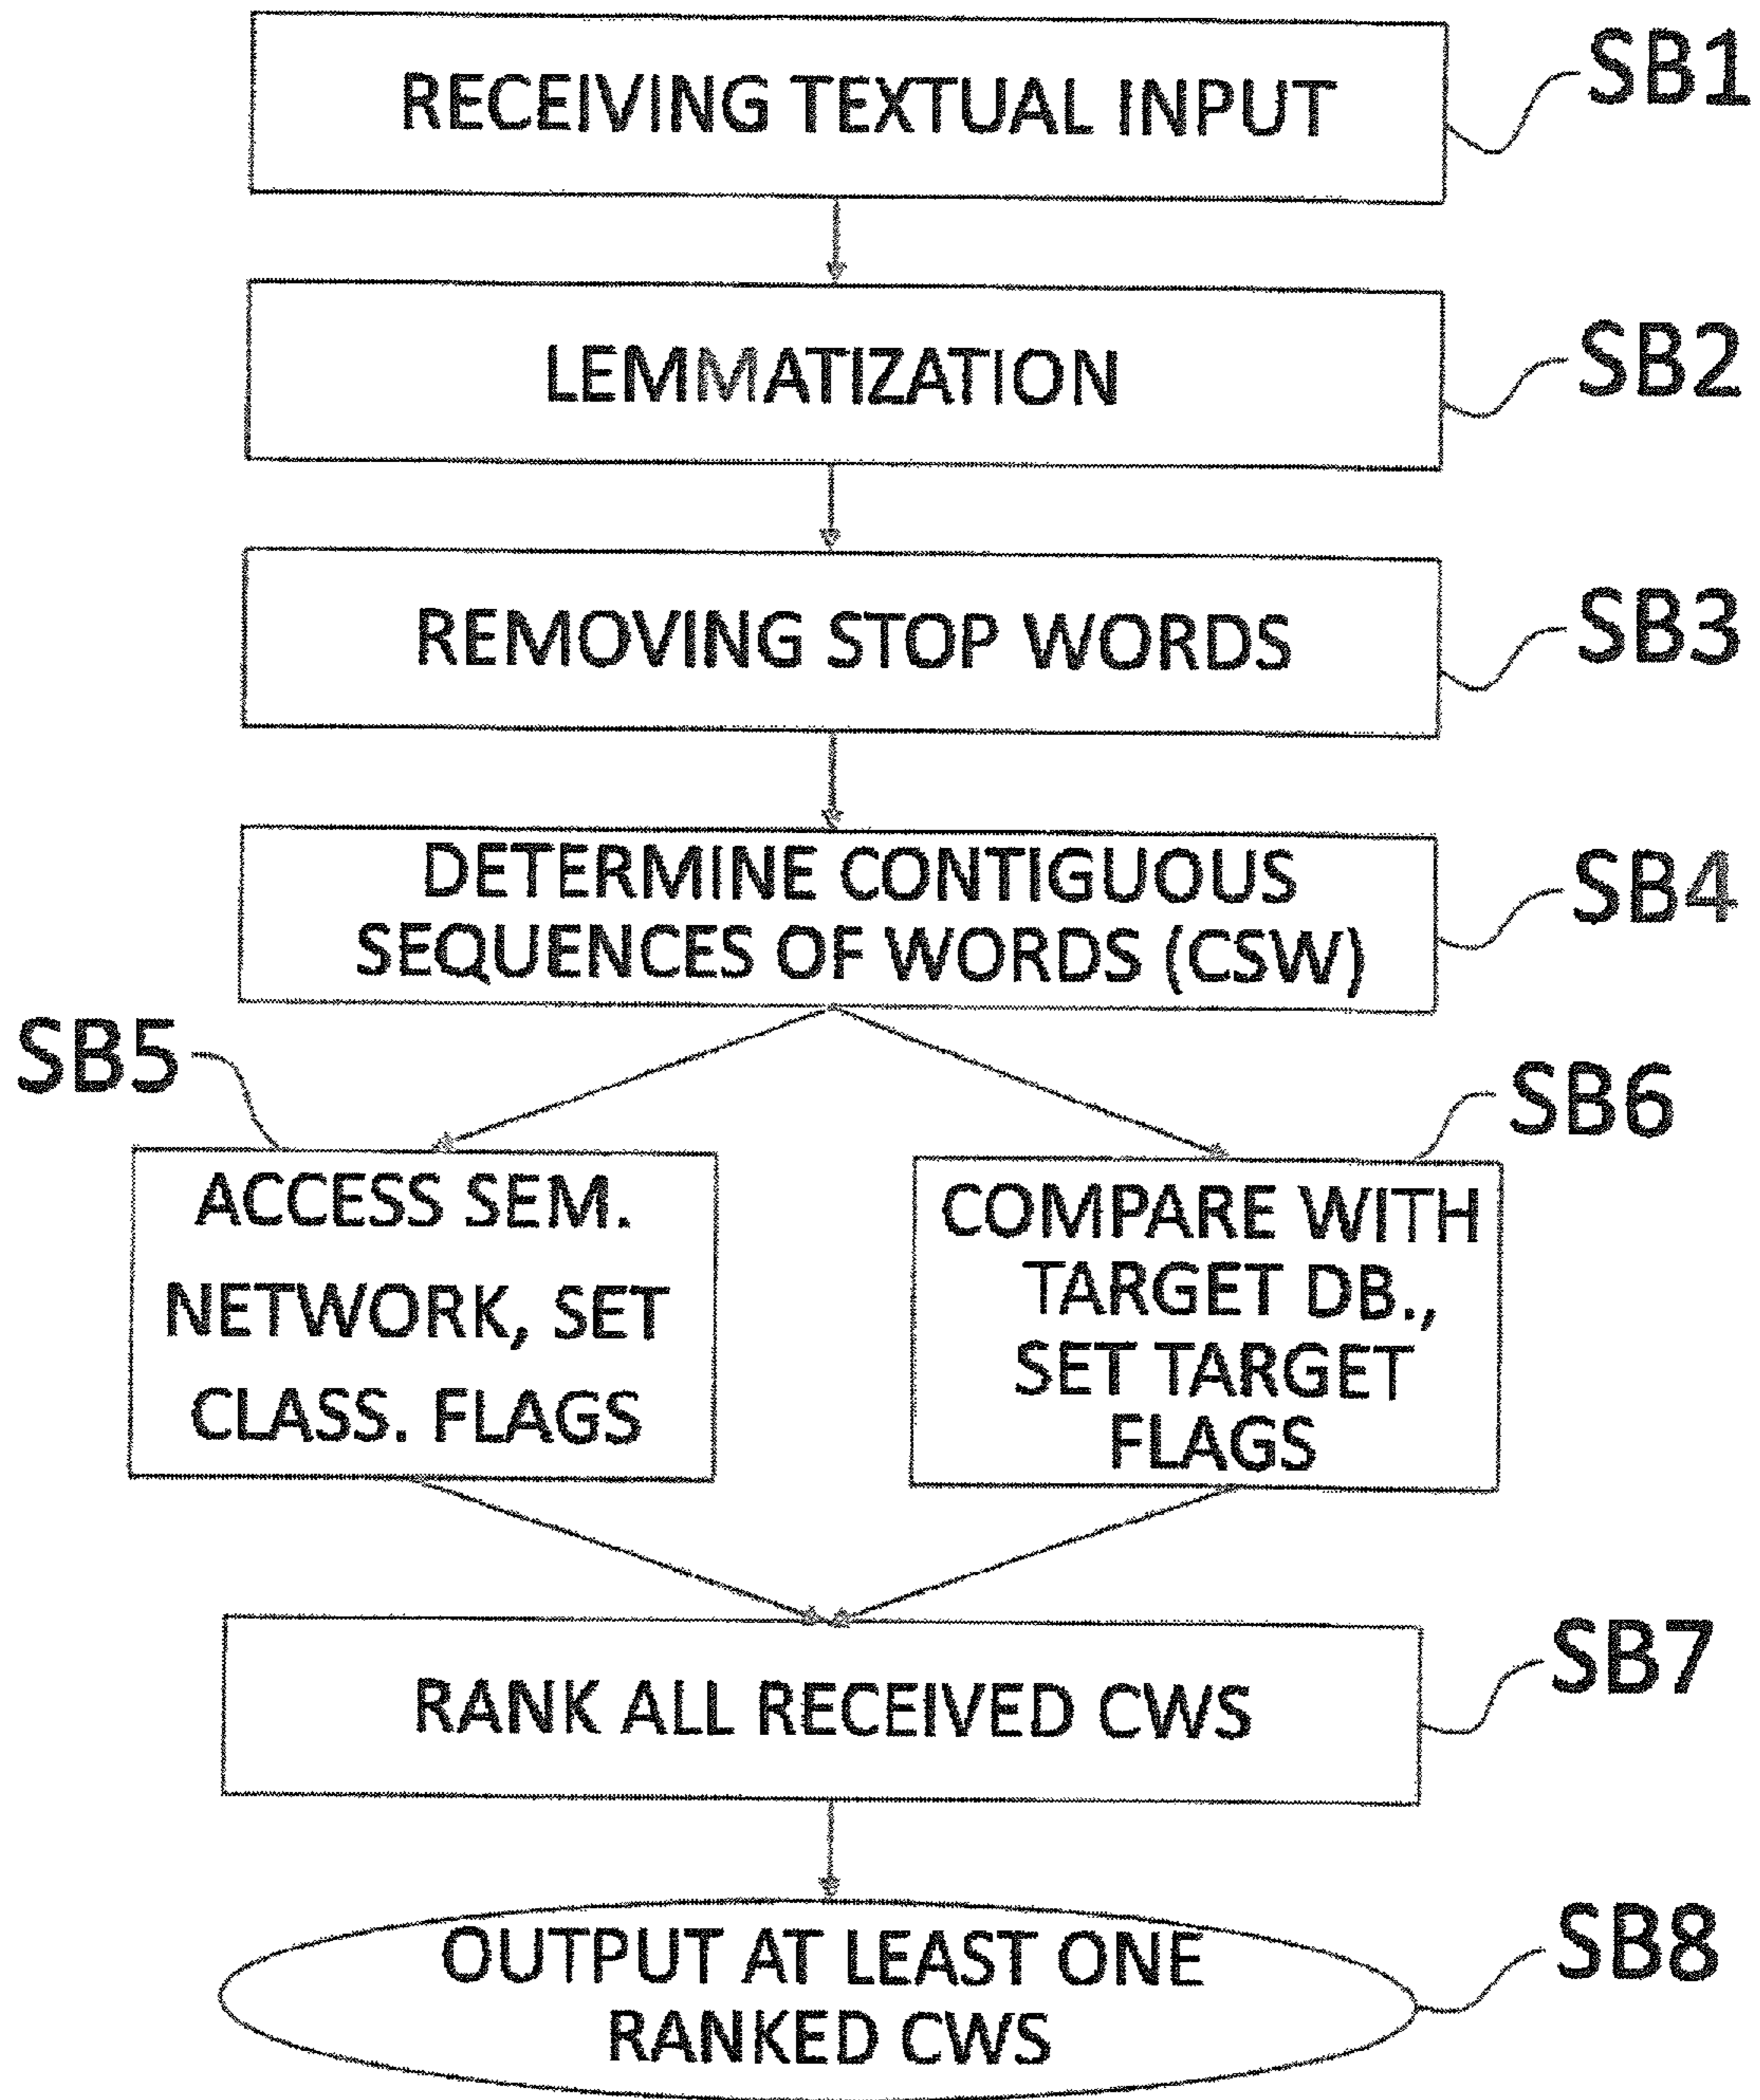 RECEIVING TEXTUAL INPUT
SB1
LEMMATIZATION
SB2
REMOVING STOP WORDS
SB3
DETERMINE CONTIGUOUS
SEQUENCES OF WORDS (CSW)
SB4
SB5
ACCESS SEM.
NETWORK, SET
CLASS. FLAGS
SB6
COMPARE WITH
TARGET DB.,
SET TARGET
FLAGS
RANK ALL RECEIVED CWS
SB7
OUTPUT AT LEAST ONE
RANKED CWS
SB8